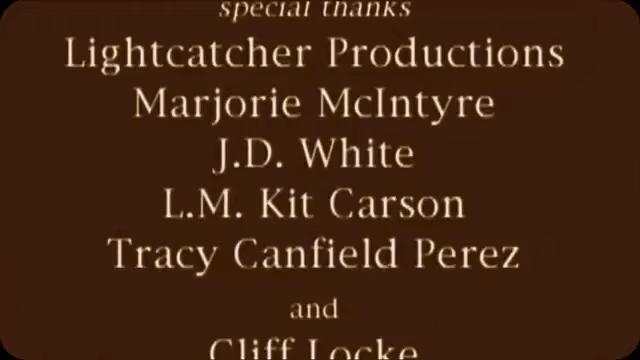 special thanks
Lightcatcher Productions
Marjorie McIntyre
J.D. White
L.M. Kit Carson
Tracy Canfield Perez
and
Cliff Locke